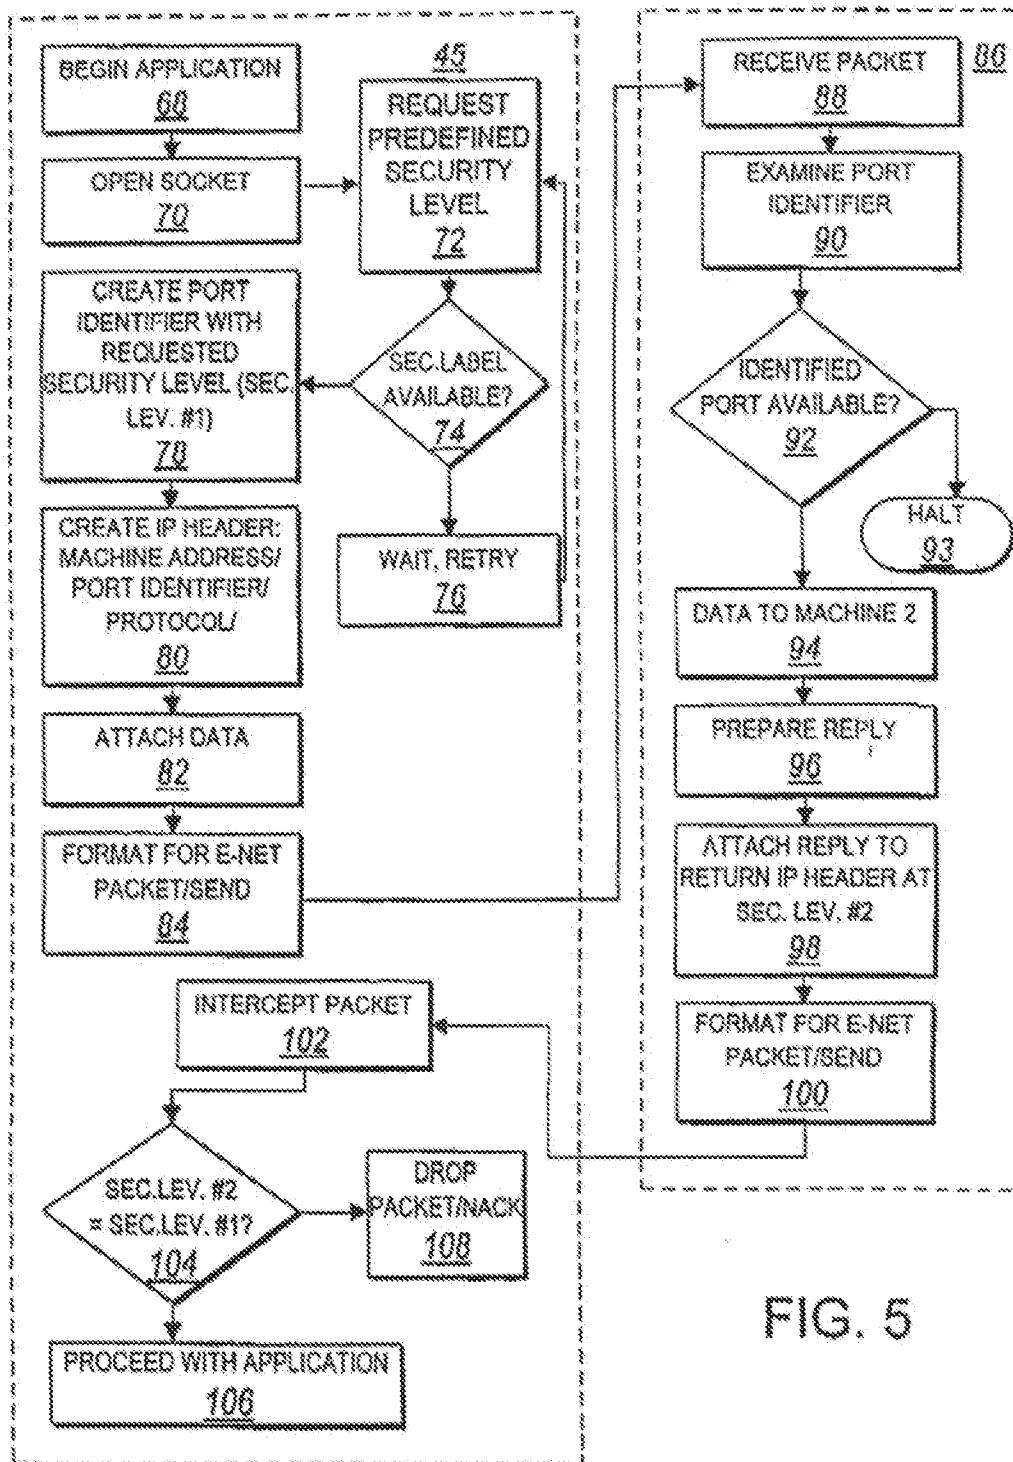 BEGIN APPLICATION
60
OPEN SOCKET
70
45
REQUEST
PREDEFINED
SECURITY
LEVEL
72
SEC.LABEL
AVAILABLE?
74
WAIT, RETRY
76
CREATE PORT
IDENTIFIER WITH
REQUESTED
SECURITY LEVEL (SEC.
LEV. #1)
78
CREATE IP HEADER:
MACHINE ADDRESS/
PORT IDENTIFIER/
PROTOCOL/
80
ATTACH DATA
82
FORMAT FOR E-NET
PACKET/SEND
84
86
RECEIVE PACKET
88
EXAMINE PORT
IDENTIFIER
90
IDENTIFIED
PORT AVAILABLE?
92
HALT
93
DATA TO MACHINE 2
94
PREPARE REPLY
96
ATTACH REPLY TO
RETURN IP HEADER AT
SEC. LEV. #2
98
FORMAT FOR E-NET
PACKET/SEND
100
INTERCEPT PACKET
102
SEC.LEV. #2
= SEC.LEV. #1?
104
DROP
PACKET/NACK
108
PROCEED WITH APPLICATION
106
FIG. 5